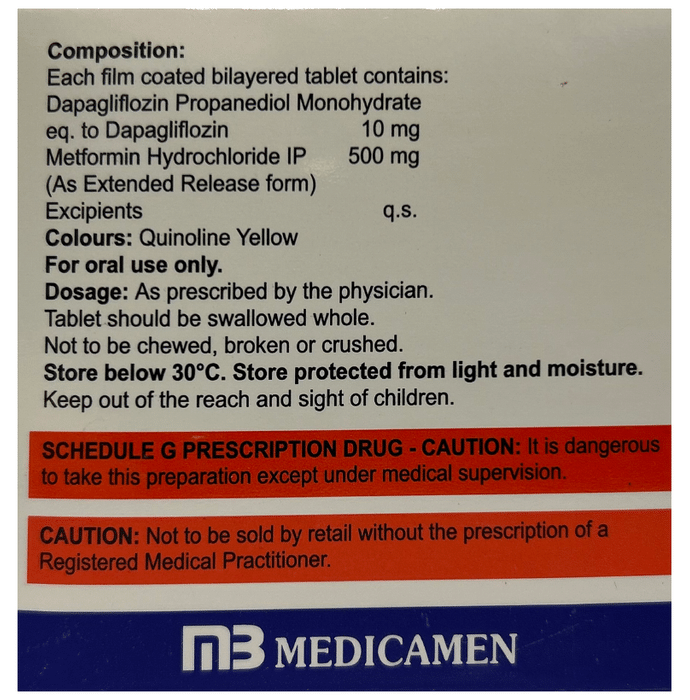 Composition:
Each film coated bilayered tablet contains:
Dapagliflozin Propanediol Monohydrate
eq. to Dapagliflozin 10 mg
Metformin Hydrochloride IP 500 mg
(As Extended Release form)
Excipients q.s.
Colours: Quinoline Yellow
For oral use only.
Dosage: As prescribed by the physician.
Tablet should be swallowed whole.
Not to be chewed, broken or crushed.
Store below 30°C. Store protected from light and moisture.
Keep out of the reach and sight of children.
SCHEDULE G PRESCRIPTION DRUG - CAUTION: It is dangerous
to take this preparation except under medical supervision.
CAUTION: Not to be sold by retail without the prescription of a
Registered Medical Practitioner.
MB MEDICAMEN